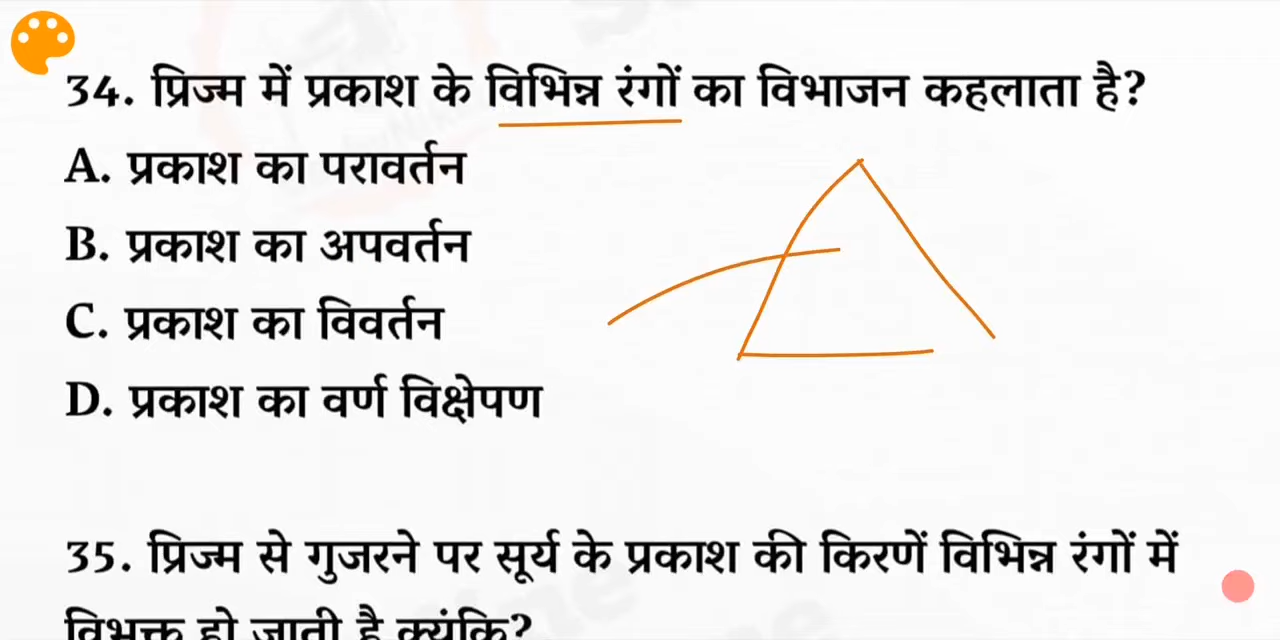 34. प्रिज्म में प्रकाश के विभिन्न रंगों का विभाजन कहलाता है?
A. प्रकाश का परावर्तन
B. प्रकाश का अपवर्तन
C. प्रकाश का विवर्तन
D. प्रकाश का वर्ण विक्षेपण
35. प्रिज्म से गुजरने पर सूर्य के प्रकाश की किरणें विभिन्न रंगों में
विभक्त हो जाती है क्योंकि?